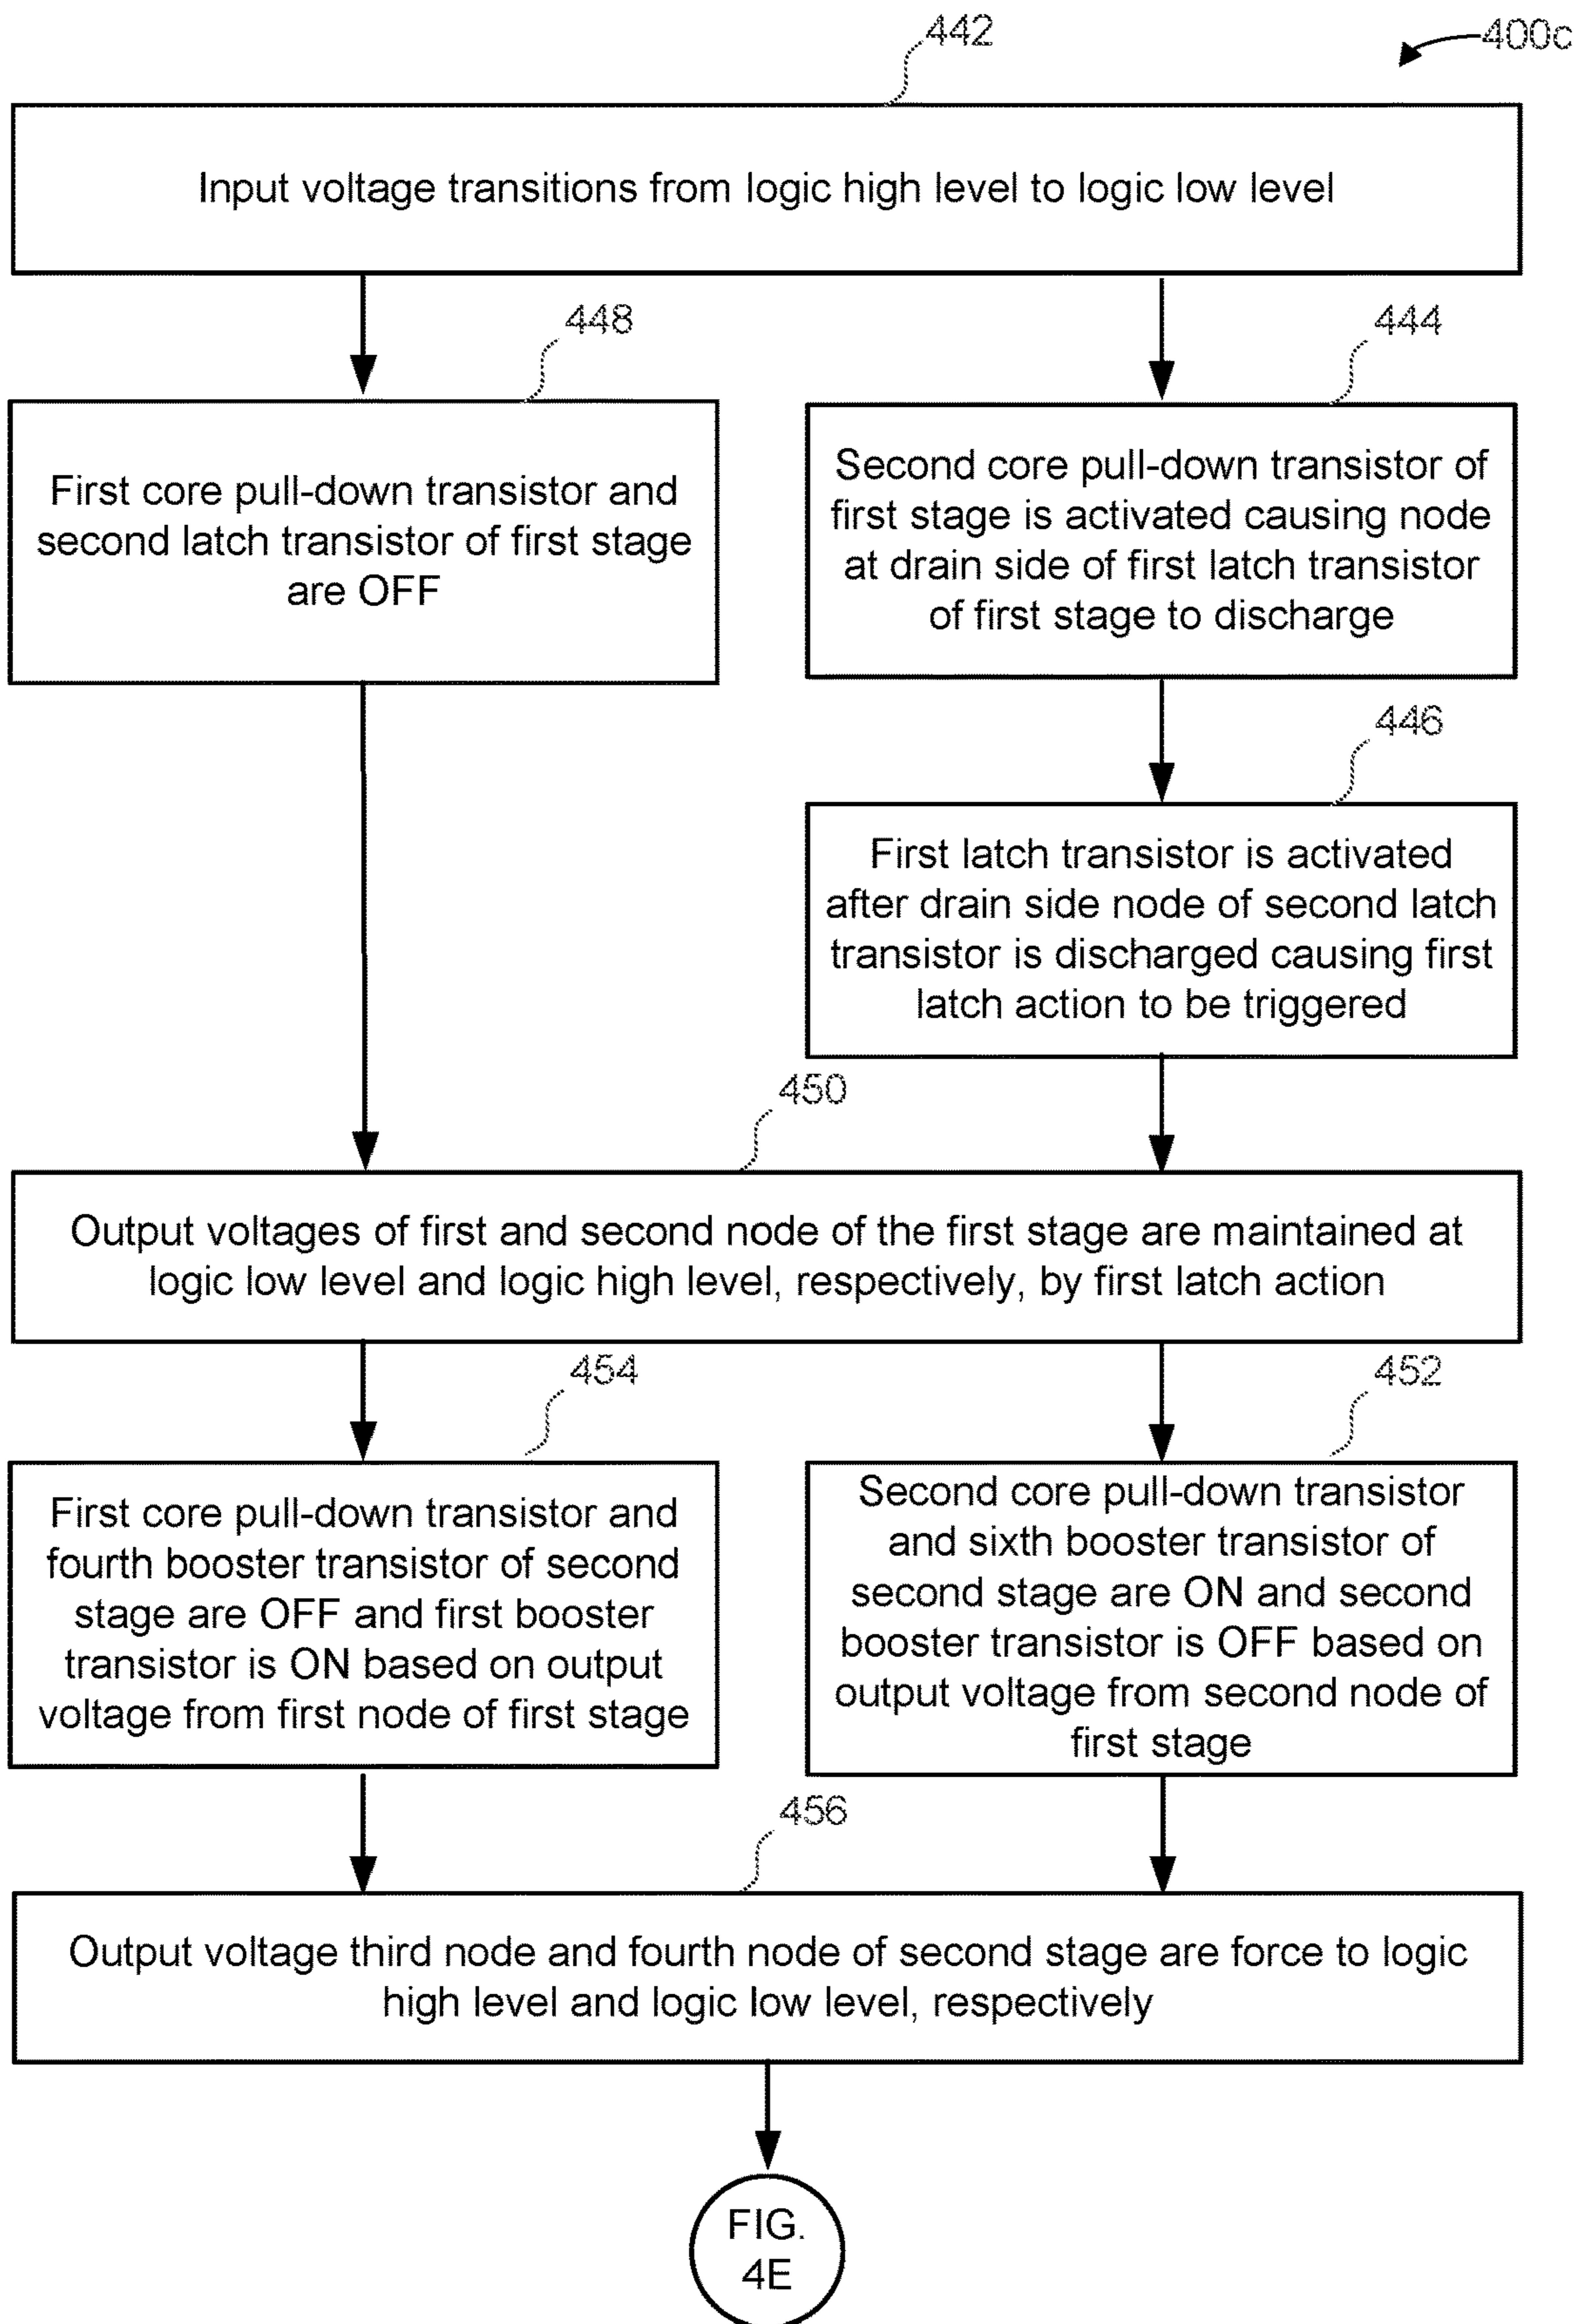 442
400c
Input voltage transitions from logic high level to logic low level
448
First core pull-down transistor and
second latch transistor of first stage
are OFF
444
Second core pull-down transistor of
first stage is activated causing node
at drain side of first latch transistor
of first stage to discharge
446
First latch transistor is activated
after drain side node of second latch
transistor is discharged causing first
latch action to be triggered
450
Output voltages of first and second node of the first stage are maintained at
logic low level and logic high level, respectively, by first latch action
454
First core pull-down transistor and
fourth booster transistor of second
stage are OFF and first booster
transistor is ON based on output
voltage from first node of first stage
452
Second core pull-down transistor
and sixth booster transistor of
second stage are ON and second
booster transistor is OFF based on
output voltage from second node of
first stage
456
Output voltage third node and fourth node of second stage are force to logic
high level and logic low level, respectively
FIG.
4E